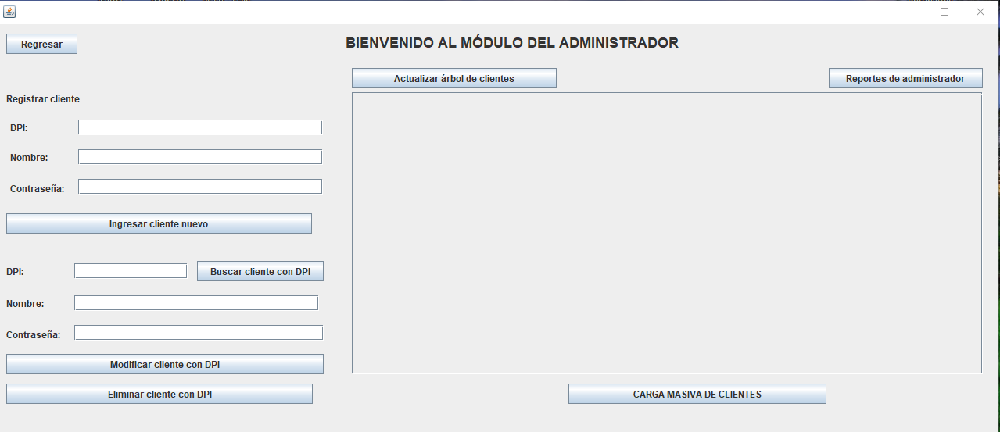 Regresar
BIENVENIDO AL MÓDULO DEL ADMINISTRADOR
Actualizar árbol de clientes
Reportes de administrador
Registrar cliente
DPI:
Nombre:
Contraseña:
Ingresar cliente nuevo
DPI:
Buscar cliente con DPI
Nombre:
Contraseña:
Modificar cliente con DPI
Eliminar cliente con DPI
CARGA MASIVA DE CLIENTES